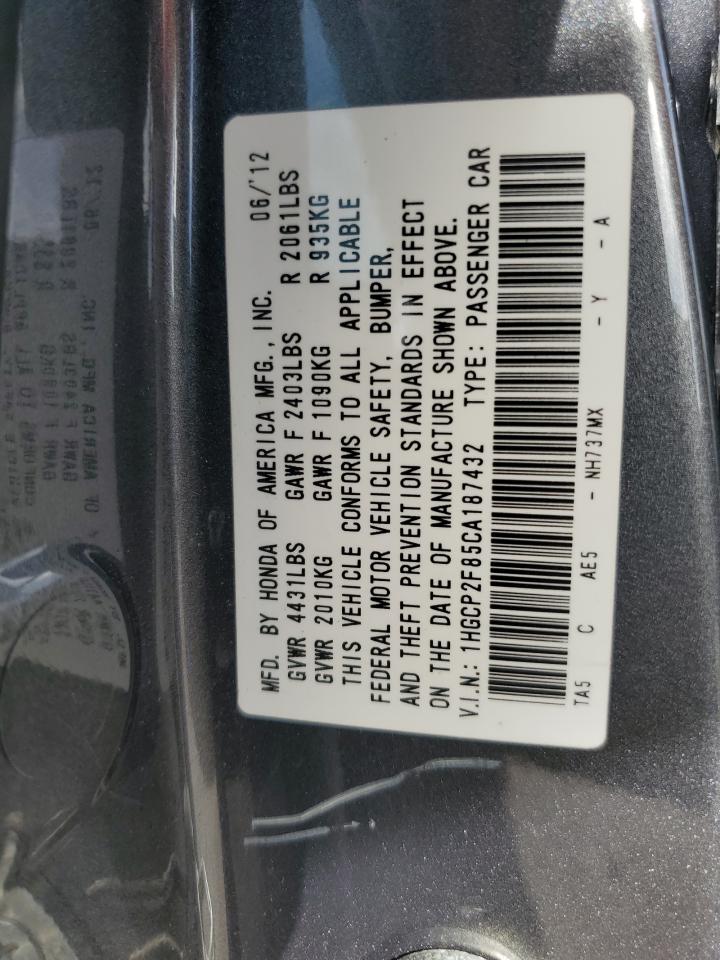 MFD. BY HONDA OF AMERICA MFG., INC. 06/'12
GVWR 4431LBS GAWR F 2403LBS R 2061LBS
GVWR 2010KG GAWR F 1090KG R 935KG
THIS VEHICLE CONFORMS TO ALL APPLICABLE
FEDERAL MOTOR VEHICLE SAFETY, BUMPER,
AND THEFT PREVENTION STANDARDS IN EFFECT
ON THE DATE OF MANUFACTURE SHOWN ABOVE.
V.I.N.: 1HGCP2F85CA187432 TYPE: PASSENGER CAR
TA5 C AE5 - NH737MX - Y - A